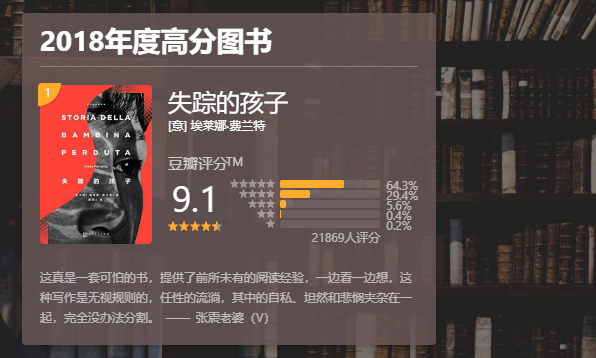 2018年度高分图书
1
STORIA DELLA
BAMBINA
PERDUTA
失踪的孩子
失踪的孩子
[意] 埃莱娜·费兰特
豆瓣评分TM
9.1
64.3%
29.4%
5.6%
0.4%
0.2%
21869人评分
这真是一套可怕的书，提供了前所未有的阅读经验，一边看一边想，这
种写作是无视规则的，任性的流淌，其中的自私、坦然和悲悯夹杂在一
起，完全没办法分割。 —— 张震老婆（V）